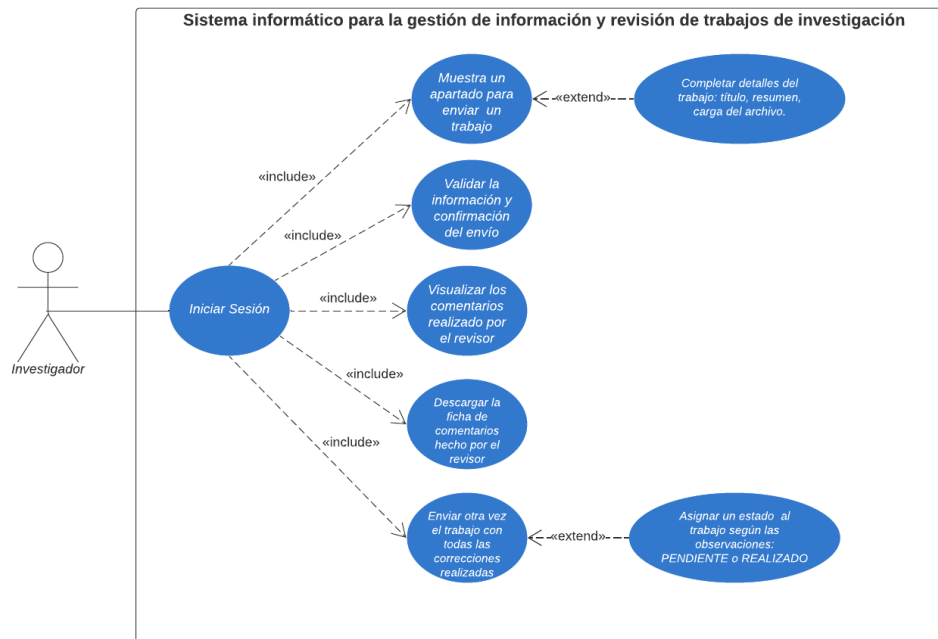 Sistema informático para la gestión de información y revisión de trabajos de investigación
Muestra un
apartado para
enviar un
trabajo
«extend»
Completar detalles del
trabajo: título, resumen,
carga del archivo.
«include»
Validar la
información y
confirmación
del envío
«include»
Iniciar Sesión
«include»
Visualizar los
comentarios
realizado por
el revisor
Investigador
«include»
Descargar la
ficha de
comentarios
hecho por el
revisor
«include»
Enviar otra vez
el trabajo con
todas las
correcciones
realizadas
«extend»
Asignar un estado al
trabajo según las
observaciones:
PENDIENTE o REALIZADO